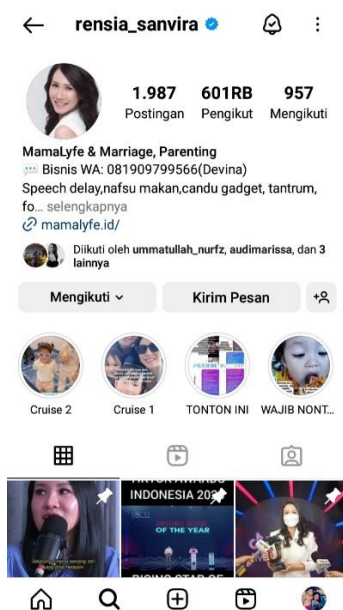 rensia_sanvira
1.987 601RB 957
Postingan Pengikut Mengikuti
MamaLyfe & Marriage, Parenting
Bisnis WA: 081909799566(Devina)
Speech delay,nafsu makan,candu gadget, tantrum,
fo... selengkapnya
mamalyfe.id/
Diikuti oleh ummatullah_nurfz, audimarissa, dan 3
lainnya
Mengikuti
Kirim Pesan
Cruise 2 Cruise 1 TONTON INI WAJIB NONT...
INDONESIA
OF THE YEAR